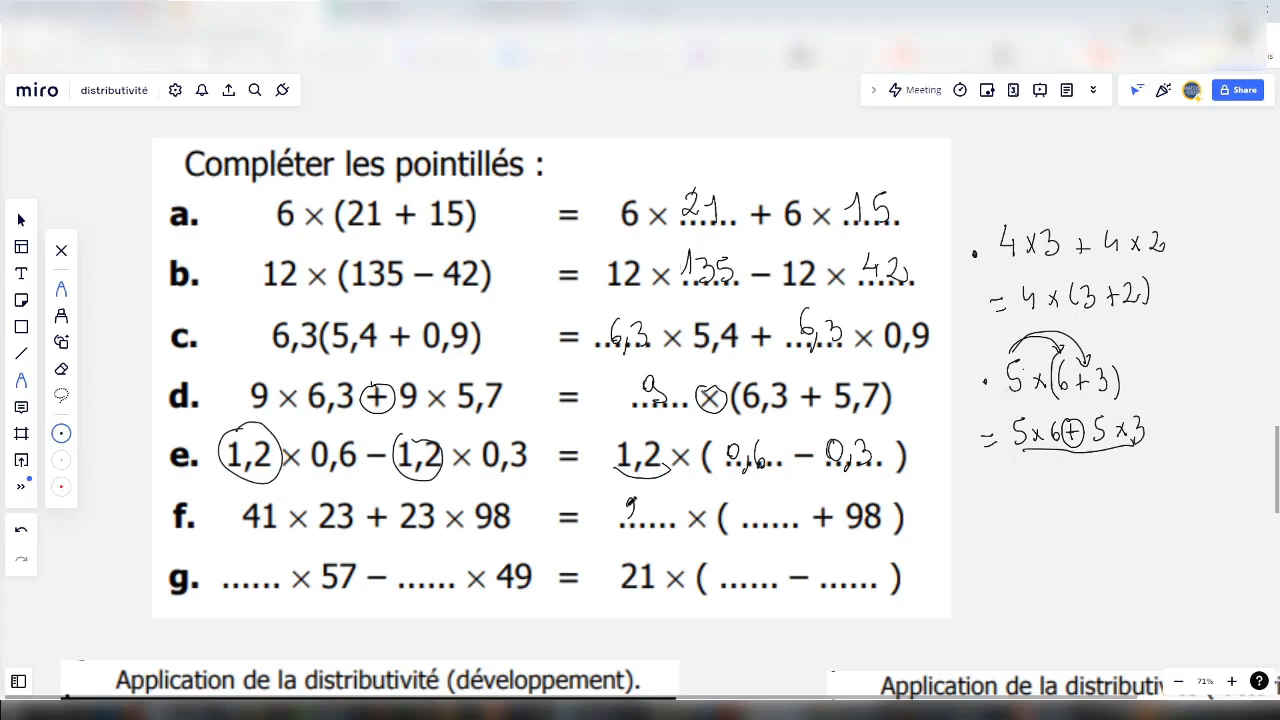 miro distributivité Meeting Share
Compléter les pointillés :
a. 6 × (21 + 15) = 6 × 21 + 6 × 15
b. 12 × (135 – 42) = 12 × 135 – 12 × 42
c. 6,3(5,4 + 0,9) = 6,3 × 5,4 + 6,3 × 0,9
d. 9 × 6,3 + 9 × 5,7 = 9 × (6,3 + 5,7)
e. 1,2 × 0,6 – 1,2 × 0,3 = 1,2 × ( 0,6 – 0,3 )
f. 41 × 23 + 23 × 98 = ...... × ( ...... + 98 )
g. ...... × 57 – ...... × 49 = 21 × ( ...... – ...... )
4 × 3 + 4 × 2
= 4 × (3 + 2)
5 × (6 + 3)
= 5 × 6 + 5 × 3
Application de la distributivité (développement).
Application de la distributiv
71%